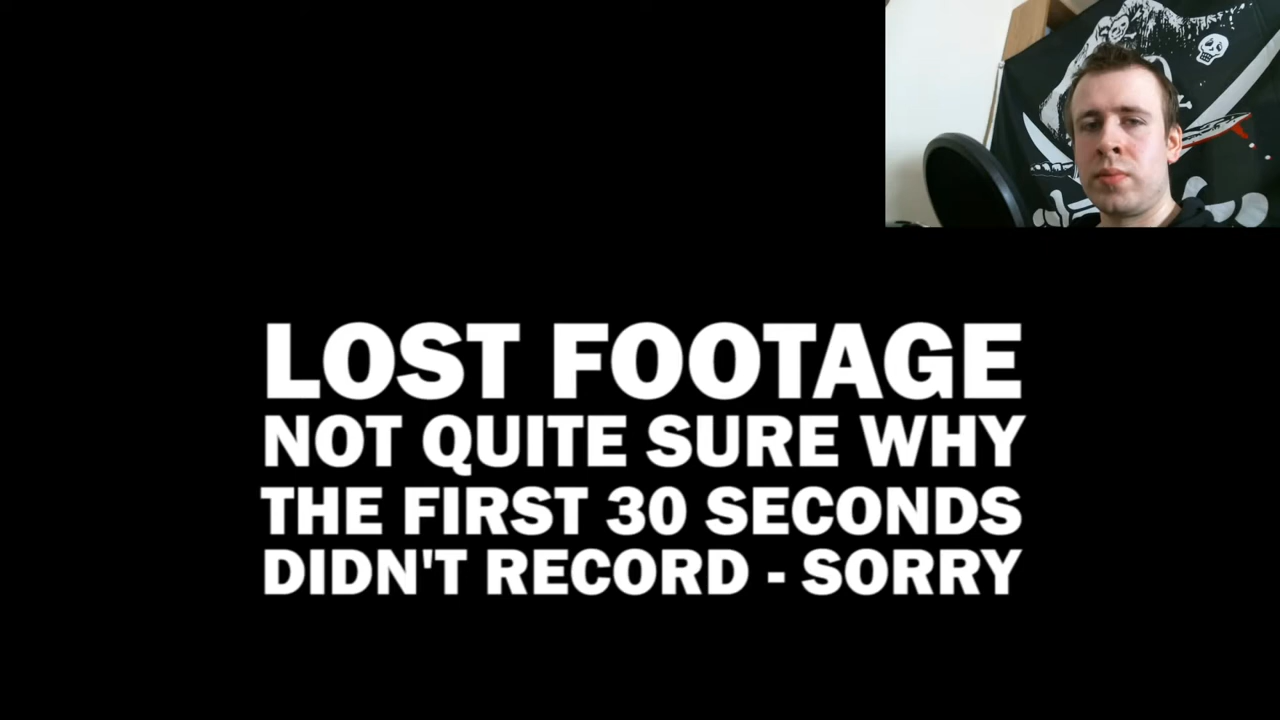 LOST FOOTAGE
NOT QUITE SURE WHY
THE FIRST 30 SECONDS
DIDN'T RECORD - SORRY